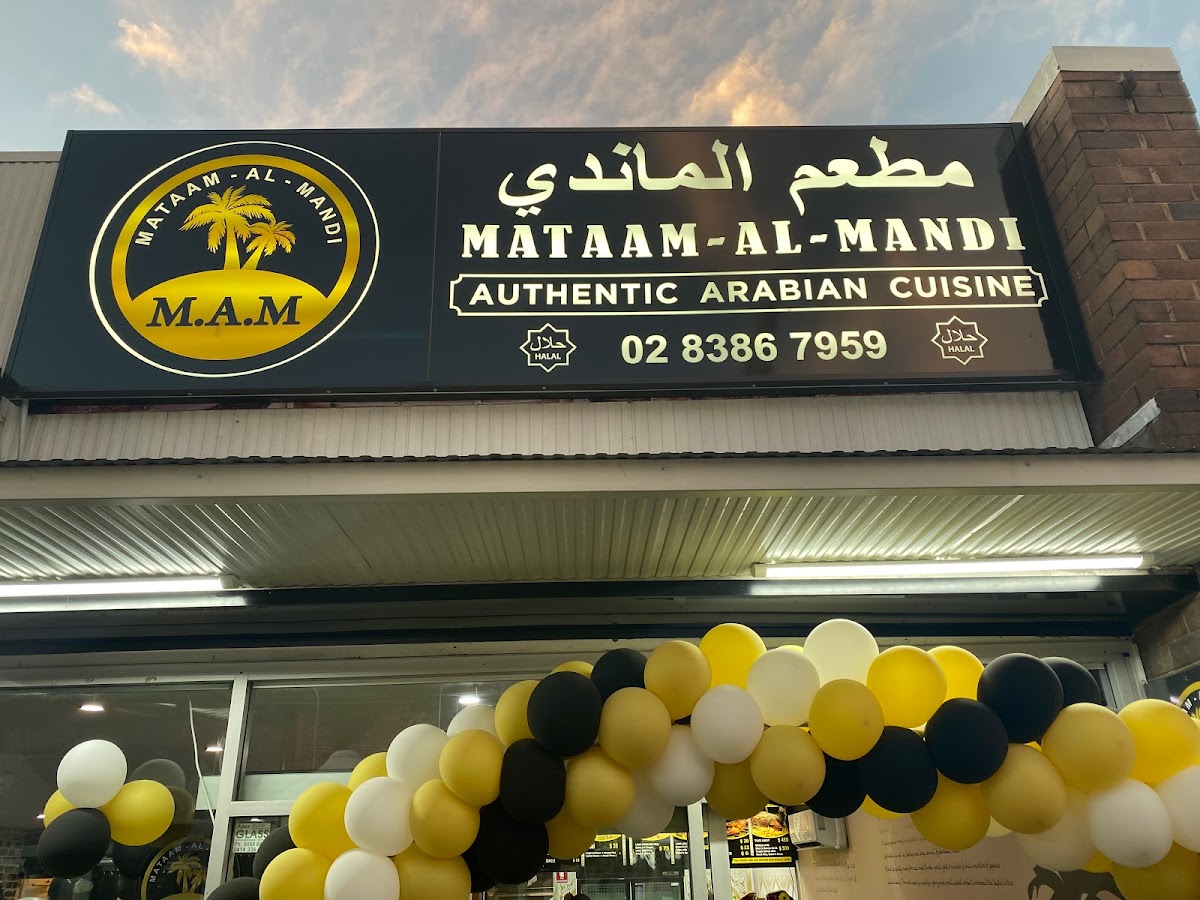 MATAAM - AL - MANDI
M.A.M
مطعم الماندي
MATAAM-AL-MANDI
AUTHENTIC ARABIAN CUISINE
حلال
HALAL
02 8386 7959
حلال
HALAL
GLASS